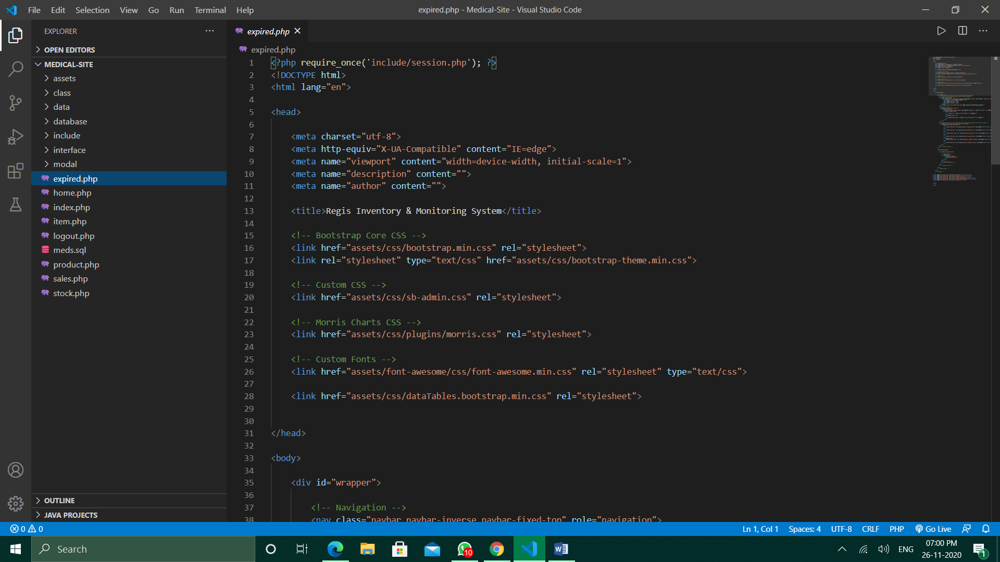 File Edit Selection View Go Run Terminal Help
expired.php - Medical-Site - Visual Studio Code
EXPLORER
OPEN EDITORS
MEDICAL-SITE
assets
class
data
database
include
interface
modal
expired.php
home.php
index.php
item.php
logout.php
meds.sql
product.php
sales.php
stock.php
OUTLINE
JAVA PROJECTS
expired.php
expired.php
1 <?php require_once('include/session.php'); ?>
2 <!DOCTYPE html>
3 <html lang="en">
4
5 <head>
6
7 <meta charset="utf-8">
8 <meta http-equiv="X-UA-Compatible" content="IE=edge">
9 <meta name="viewport" content="width=device-width, initial-scale=1">
10 <meta name="description" content="">
11 <meta name="author" content="">
12
13 <title>Regis Inventory & Monitoring System</title>
14
15 <!-- Bootstrap Core CSS -->
16 <link href="assets/css/bootstrap.min.css" rel="stylesheet">
17 <link rel="stylesheet" type="text/css" href="assets/css/bootstrap-theme.min.css">
18
19 <!-- Custom CSS -->
20 <link href="assets/css/sb-admin.css" rel="stylesheet">
21
22 <!-- Morris Charts CSS -->
23 <link href="assets/css/plugins/morris.css" rel="stylesheet">
24
25 <!-- Custom Fonts -->
26 <link href="assets/font-awesome/css/font-awesome.min.css" rel="stylesheet" type="text/css">
27
28 <link href="assets/css/dataTables.bootstrap.min.css" rel="stylesheet">
29
30
31 </head>
32
33 <body>
34
35 <div id="wrapper">
36
37 <!-- Navigation -->
38 <nav class="navbar navbar-inverse navbar-fixed-top" role="navigation">
0 0
Ln 1, Col 1 Spaces: 4 UTF-8 CRLF PHP Go Live
Search
10
ENG
07:00 PM
26-11-2020
1